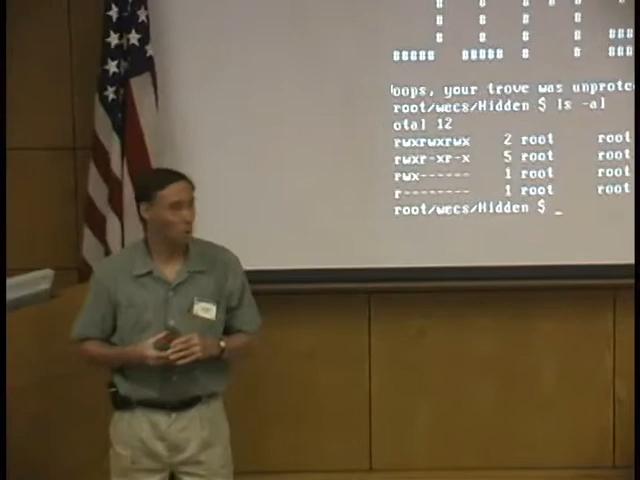 oops, your trove was unprote
root/wecs/Hidden $ ls -al
otal 12
rwxrwxrwx 2 root root
rwxr-xr-x 5 root root
rwx------ 1 root root
r-------- 1 root root
root/wecs/Hidden $ _